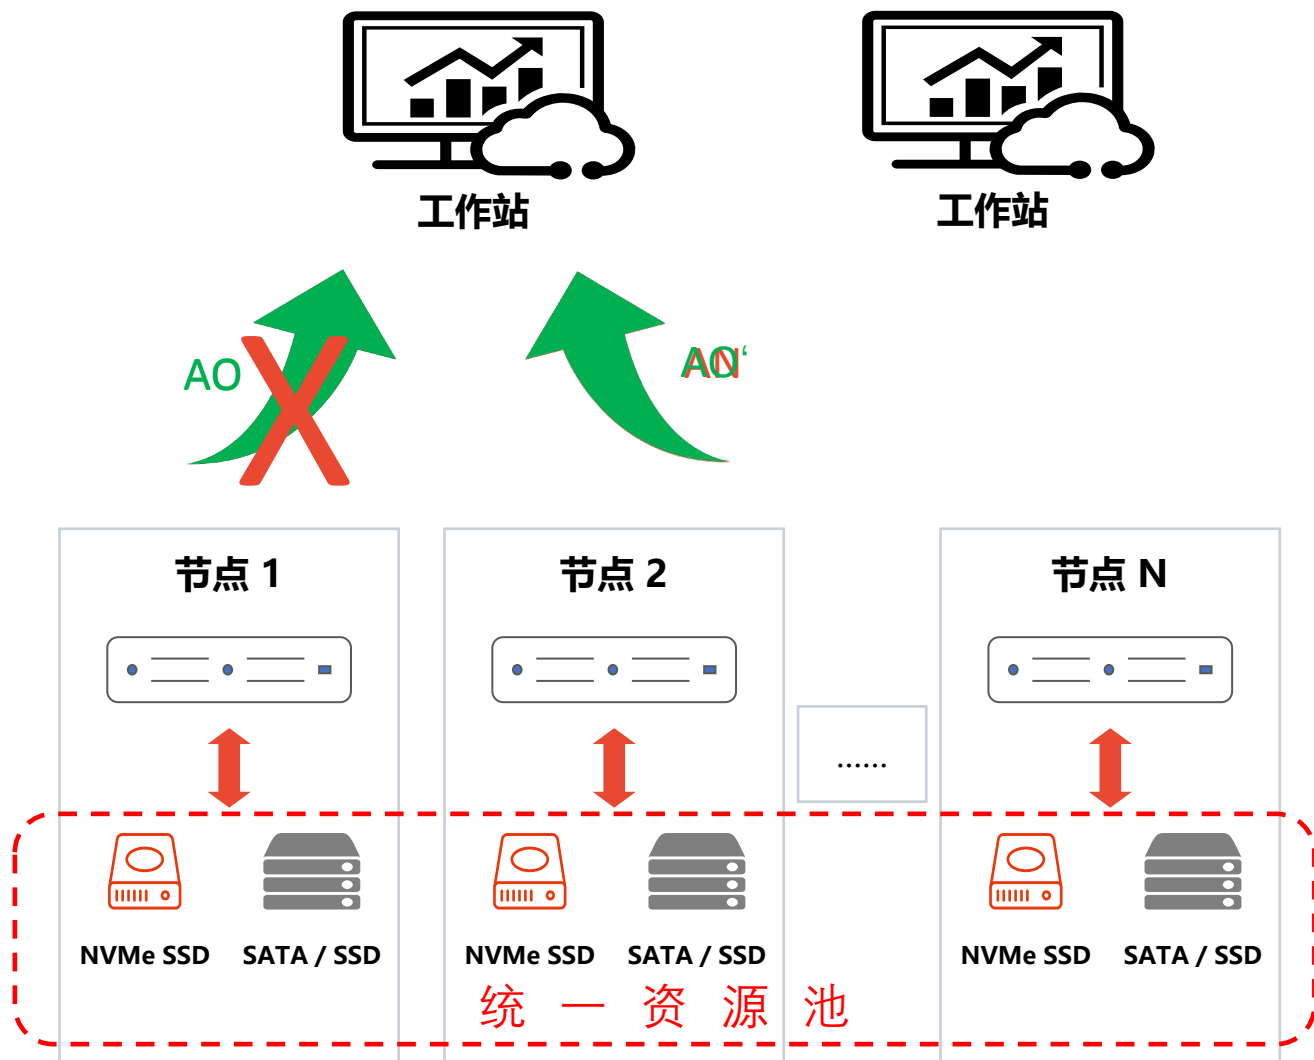 工作站
工作站
AO
AO‘
节点 1
节点 2
节点 N
......
NVMe SSD
SATA / SSD
NVMe SSD
SATA / SSD
NVMe SSD
SATA / SSD
统一资源池